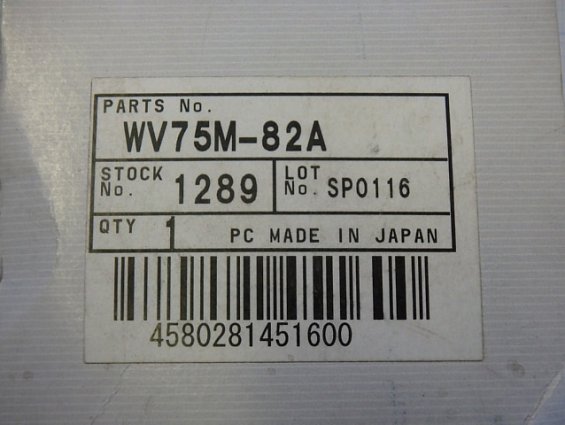 PARTS No.
WV75M-82A
STOCK No. 1289 LOT No. SP0116
QTY 1 PC MADE IN JAPAN
4580281451600